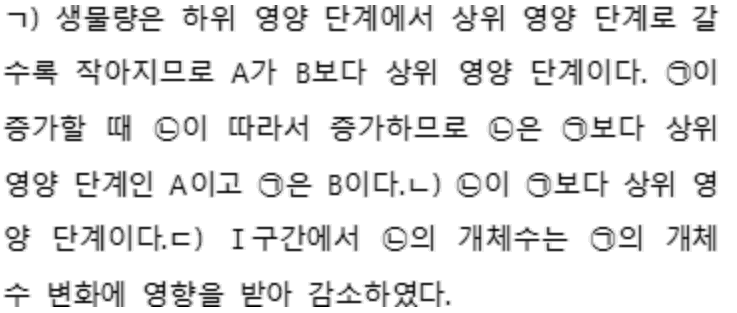 ㄱ) 생물량은 하위 영양 단계에서 상위 영양 단계로 갈
수록 작아지므로 A가 B보다 상위 영양 단계이다. ㉠이
증가할 때 ㉡이 따라서 증가하므로 ㉡은 ㉠보다 상위
영양 단계인 A이고 ㉠은 B이다.ㄴ) ㉡이 ㉠보다 상위 영
양 단계이다.ㄷ) Ⅰ구간에서 ㉡의 개체수는 ㉠의 개체
수 변화에 영향을 받아 감소하였다.